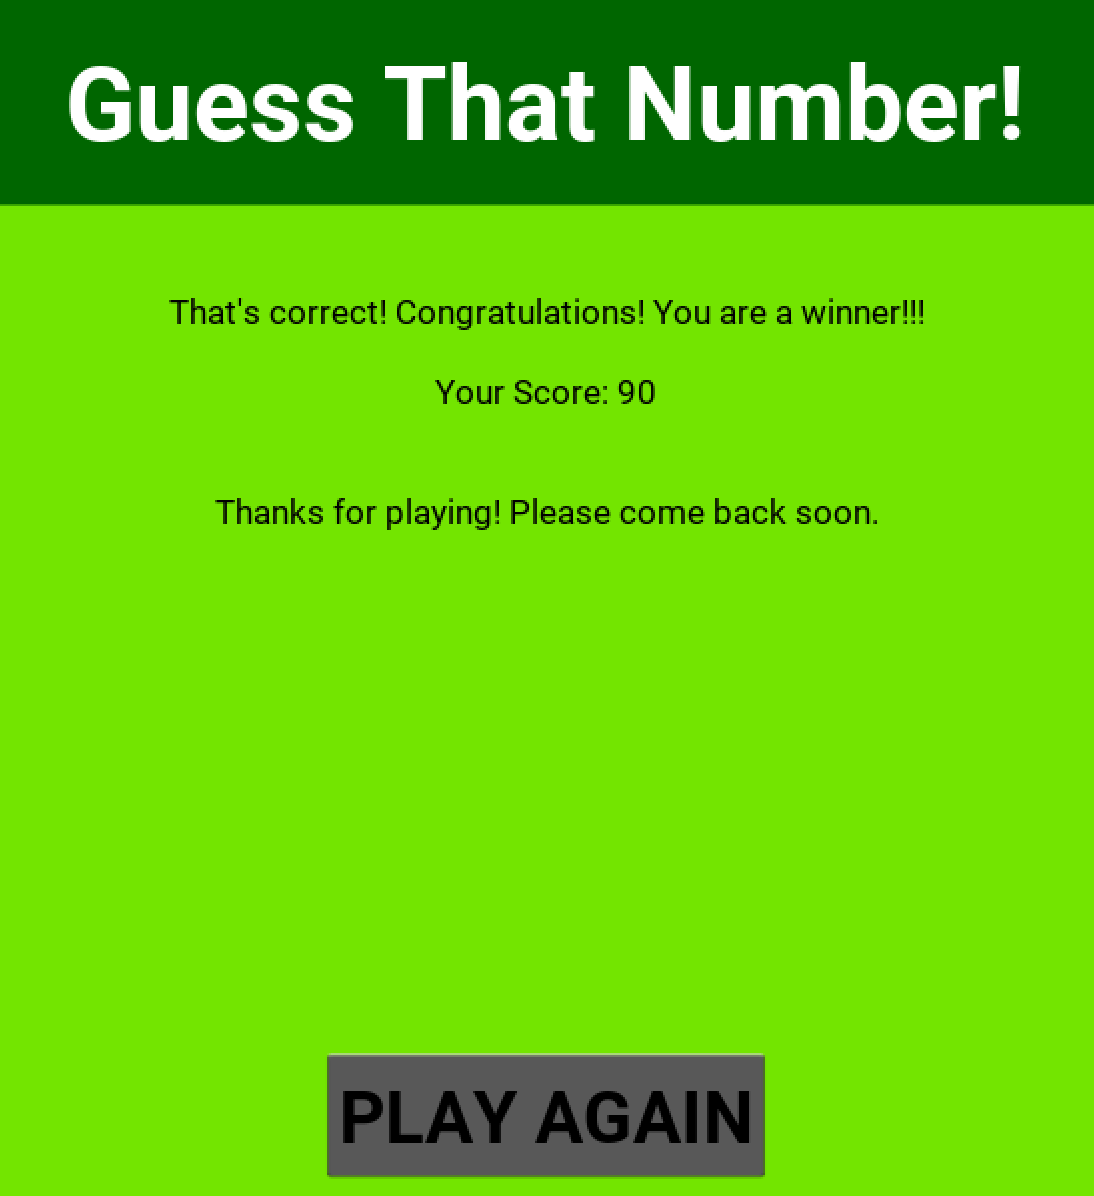 Guess That Number!
That's correct! Congratulations! You are a winner!!!
Your Score: 90
Thanks for playing! Please come back soon.
PLAY AGAIN